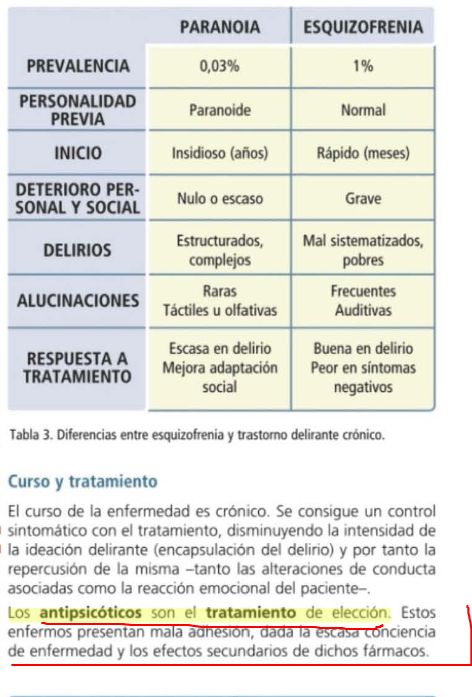 PARANOIA ESQUIZOFRENIA
PREVALENCIA 0,03% 1%
PERSONALIDAD PREVIA Paranoide Normal
INICIO Insidioso (años) Rápido (meses)
DETERIORO PER-
SONAL Y SOCIAL Nulo o escaso Grave
DELIRIOS Estructurados, complejos Mal sistematizados, pobres
ALUCINACIONES Raras Táctiles u olfativas Frecuentes Auditivas
RESPUESTA A TRATAMIENTO Escasa en delirio Mejora adaptación social Buena en delirio Peor en síntomas negativos
Tabla 3. Diferencias entre esquizofrenia y trastorno delirante crónico.
Curso y tratamiento
El curso de la enfermedad es crónico. Se consigue un control
sintomático con el tratamiento, disminuyendo la intensidad de
la ideación delirante (encapsulación del delirio) y por tanto la
repercusión de la misma –tanto las alteraciones de conducta
asociadas como la reacción emocional del paciente–.
Los antipsicóticos son el tratamiento de elección. Estos
enfermos presentan mala adhesión, dada la escasa conciencia
de enfermedad y los efectos secundarios de dichos fármacos.